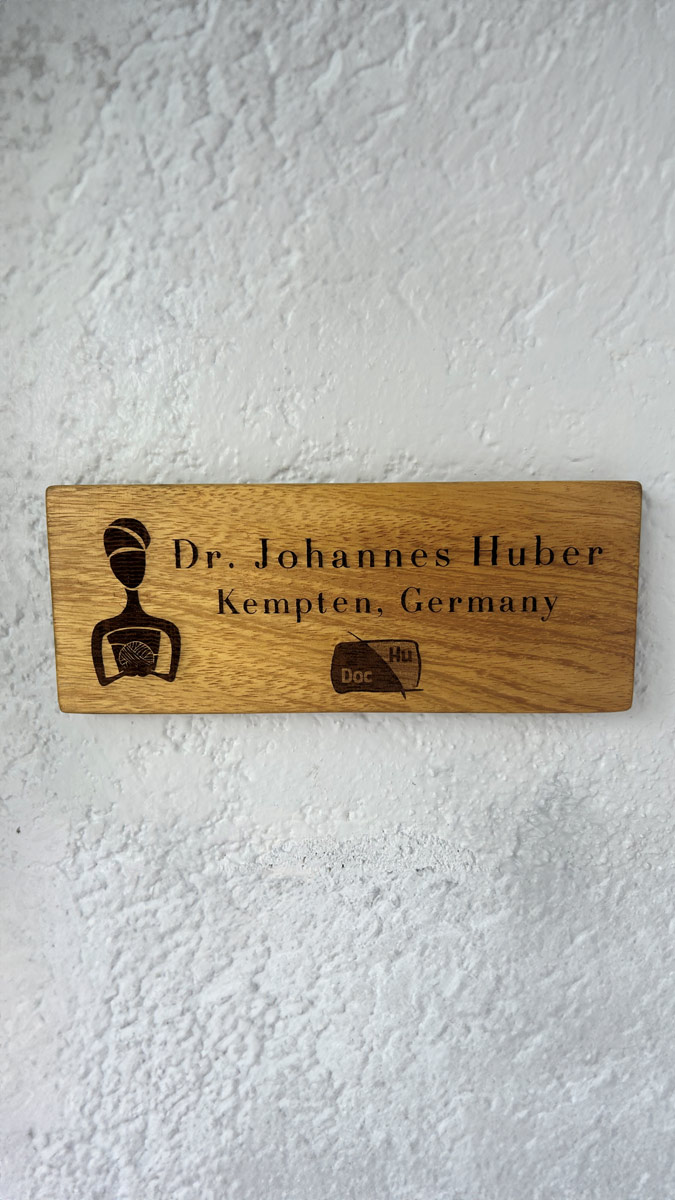 Dr. Johannes Huber
Kempten, Germany
Hu
Doc